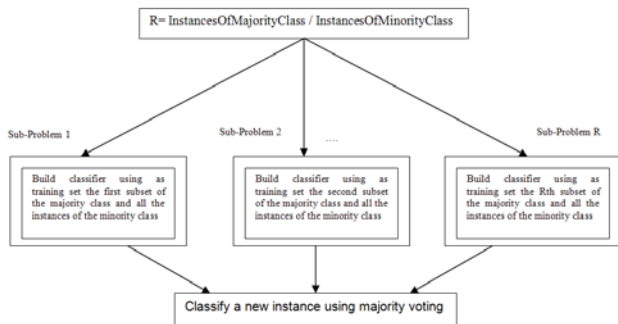 R= InstancesOfMajorityClass / InstancesOfMinorityClass
Sub-Problem 1
Sub-Problem 2
....
Sub-Problem R
Build classifier using as
training set the first subset of
the majority class and all the
instances of the minority class
Build classifier using as
training set the second subset
of the majority class and all the
instances of the minority class
Build classifier using as
training set the Rth subset of
the majority class and all the
instances of the minority class
Classify a new instance using majority voting